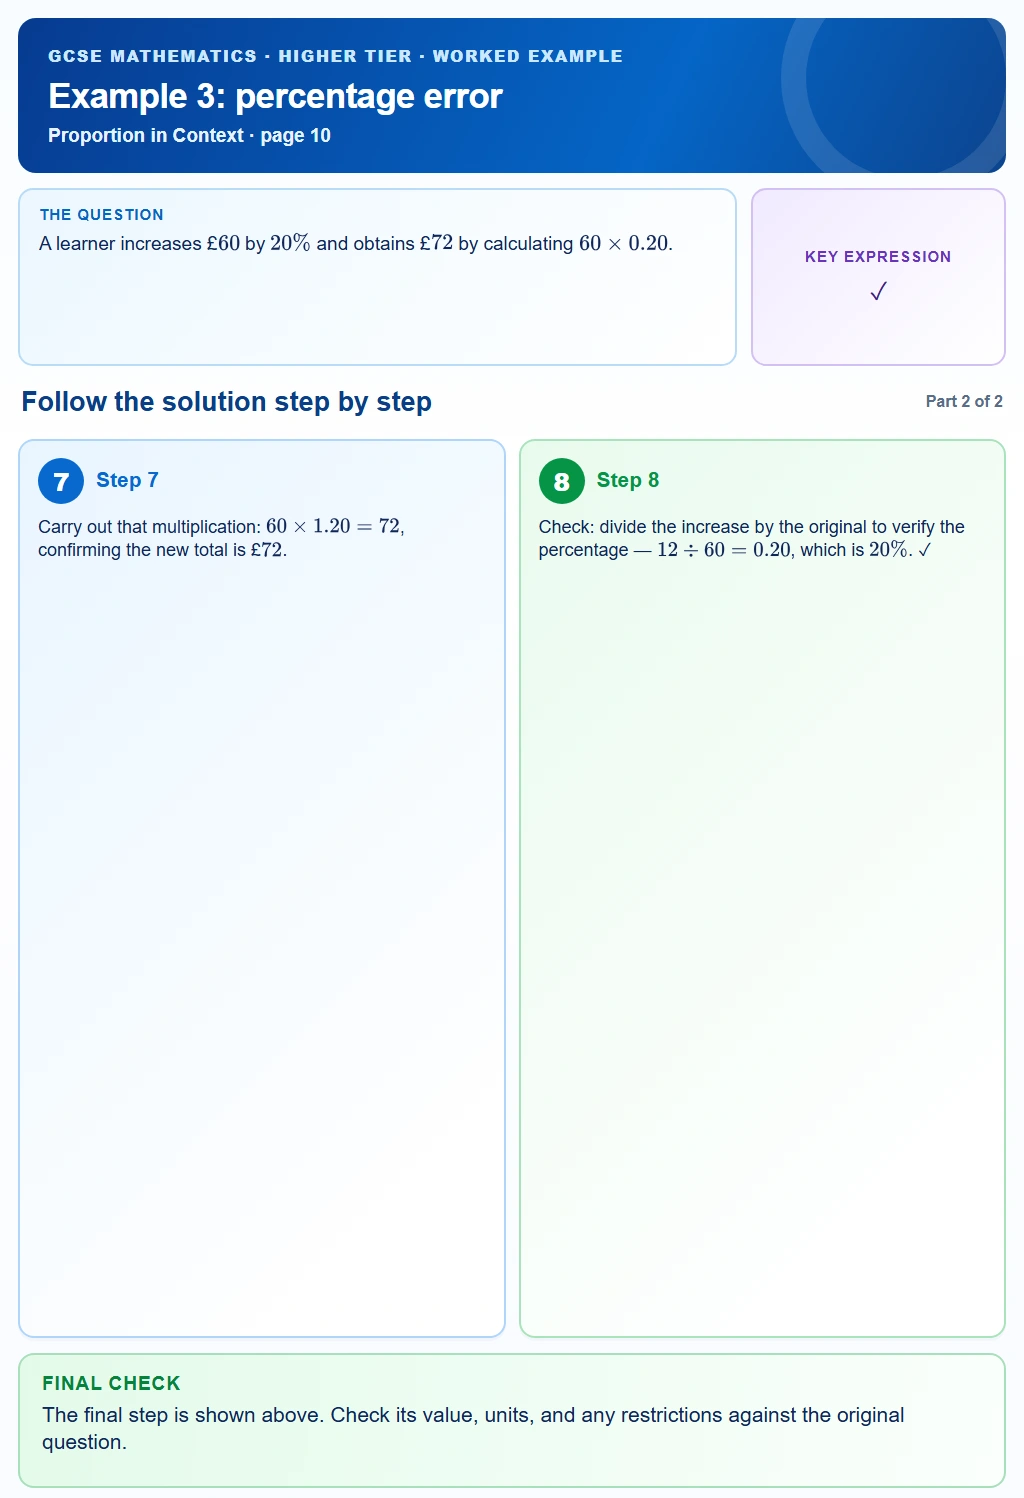 GCSE MATHEMATICS · HIGHER TIER · WORKED EXAMPLE
Example 3: percentage error
Proportion in Context · page 10
THE QUESTION
A learner increases £60 by 20% and obtains £72 by calculating 60 × 0.20.
KEY EXPRESSION
✓
Follow the solution step by step
Part 2 of 2
7 Step 7
Carry out that multiplication: 60 × 1.20 = 72,
confirming the new total is £72.
8 Step 8
Check: divide the increase by the original to verify the
percentage — 12 ÷ 60 = 0.20, which is 20%. ✓
FINAL CHECK
The final step is shown above. Check its value, units, and any restrictions against the original
question.